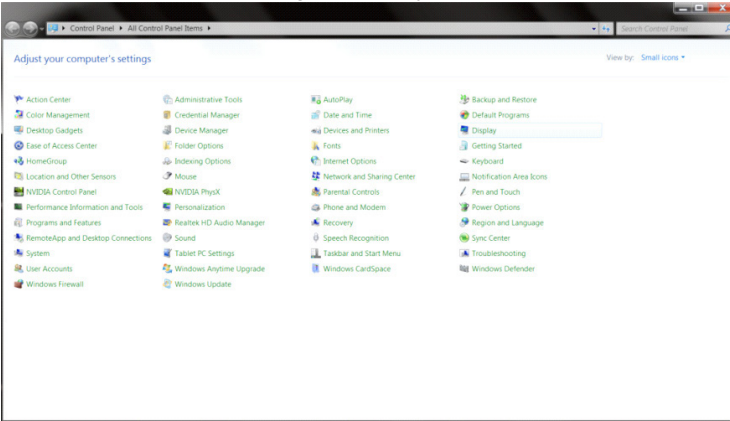 Control Panel ▸ All Control Panel Items ▸
Search Control Panel
Adjust your computer's settings
View by: Small icons
Action Center Administrative Tools AutoPlay Backup and Restore
Color Management Credential Manager Date and Time Default Programs
Desktop Gadgets Device Manager Devices and Printers Display
Ease of Access Center Folder Options Fonts Getting Started
HomeGroup Indexing Options Internet Options Keyboard
Location and Other Sensors Mouse Network and Sharing Center Notification Area Icons
NVIDIA Control Panel NVIDIA PhysX Parental Controls Pen and Touch
Performance Information and Tools Personalization Phone and Modem Power Options
Programs and Features Realtek HD Audio Manager Recovery Region and Language
RemoteApp and Desktop Connections Sound Speech Recognition Sync Center
System Tablet PC Settings Taskbar and Start Menu Troubleshooting
User Accounts Windows Anytime Upgrade Windows CardSpace Windows Defender
Windows Firewall Windows Update